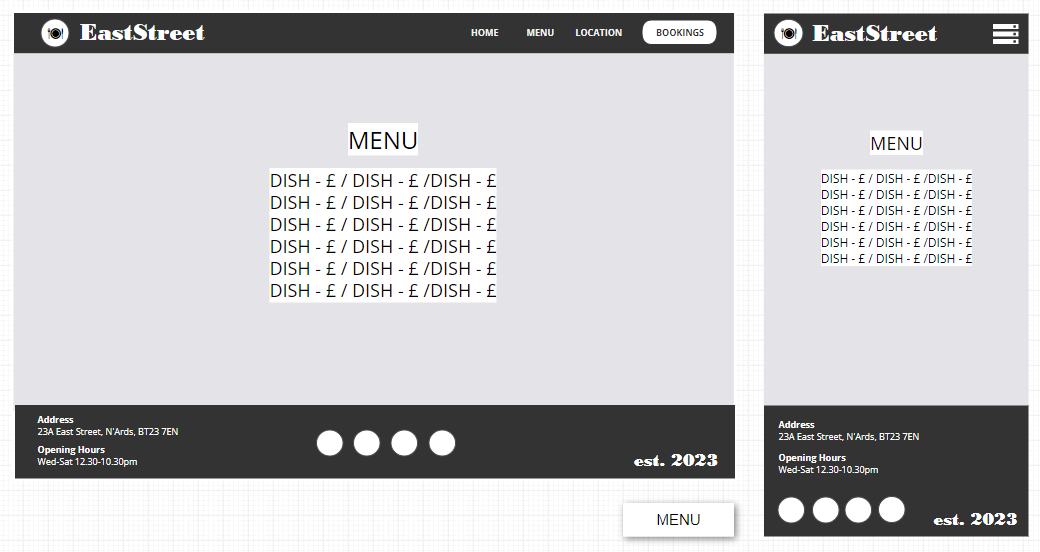 EastStreet
HOME MENU LOCATION BOOKINGS
MENU
DISH - £ / DISH - £ /DISH - £
DISH - £ / DISH - £ /DISH - £
DISH - £ / DISH - £ /DISH - £
DISH - £ / DISH - £ /DISH - £
DISH - £ / DISH - £ /DISH - £
DISH - £ / DISH - £ /DISH - £
Address
23A East Street, N'Ards, BT23 7EN
Opening Hours
Wed-Sat 12.30-10.30pm
est. 2023
MENU
EastStreet
MENU
DISH - £ / DISH - £ /DISH - £
DISH - £ / DISH - £ /DISH - £
DISH - £ / DISH - £ /DISH - £
DISH - £ / DISH - £ /DISH - £
DISH - £ / DISH - £ /DISH - £
DISH - £ / DISH - £ /DISH - £
Address
23A East Street, N'Ards, BT23 7EN
Opening Hours
Wed-Sat 12.30-10.30pm
est. 2023